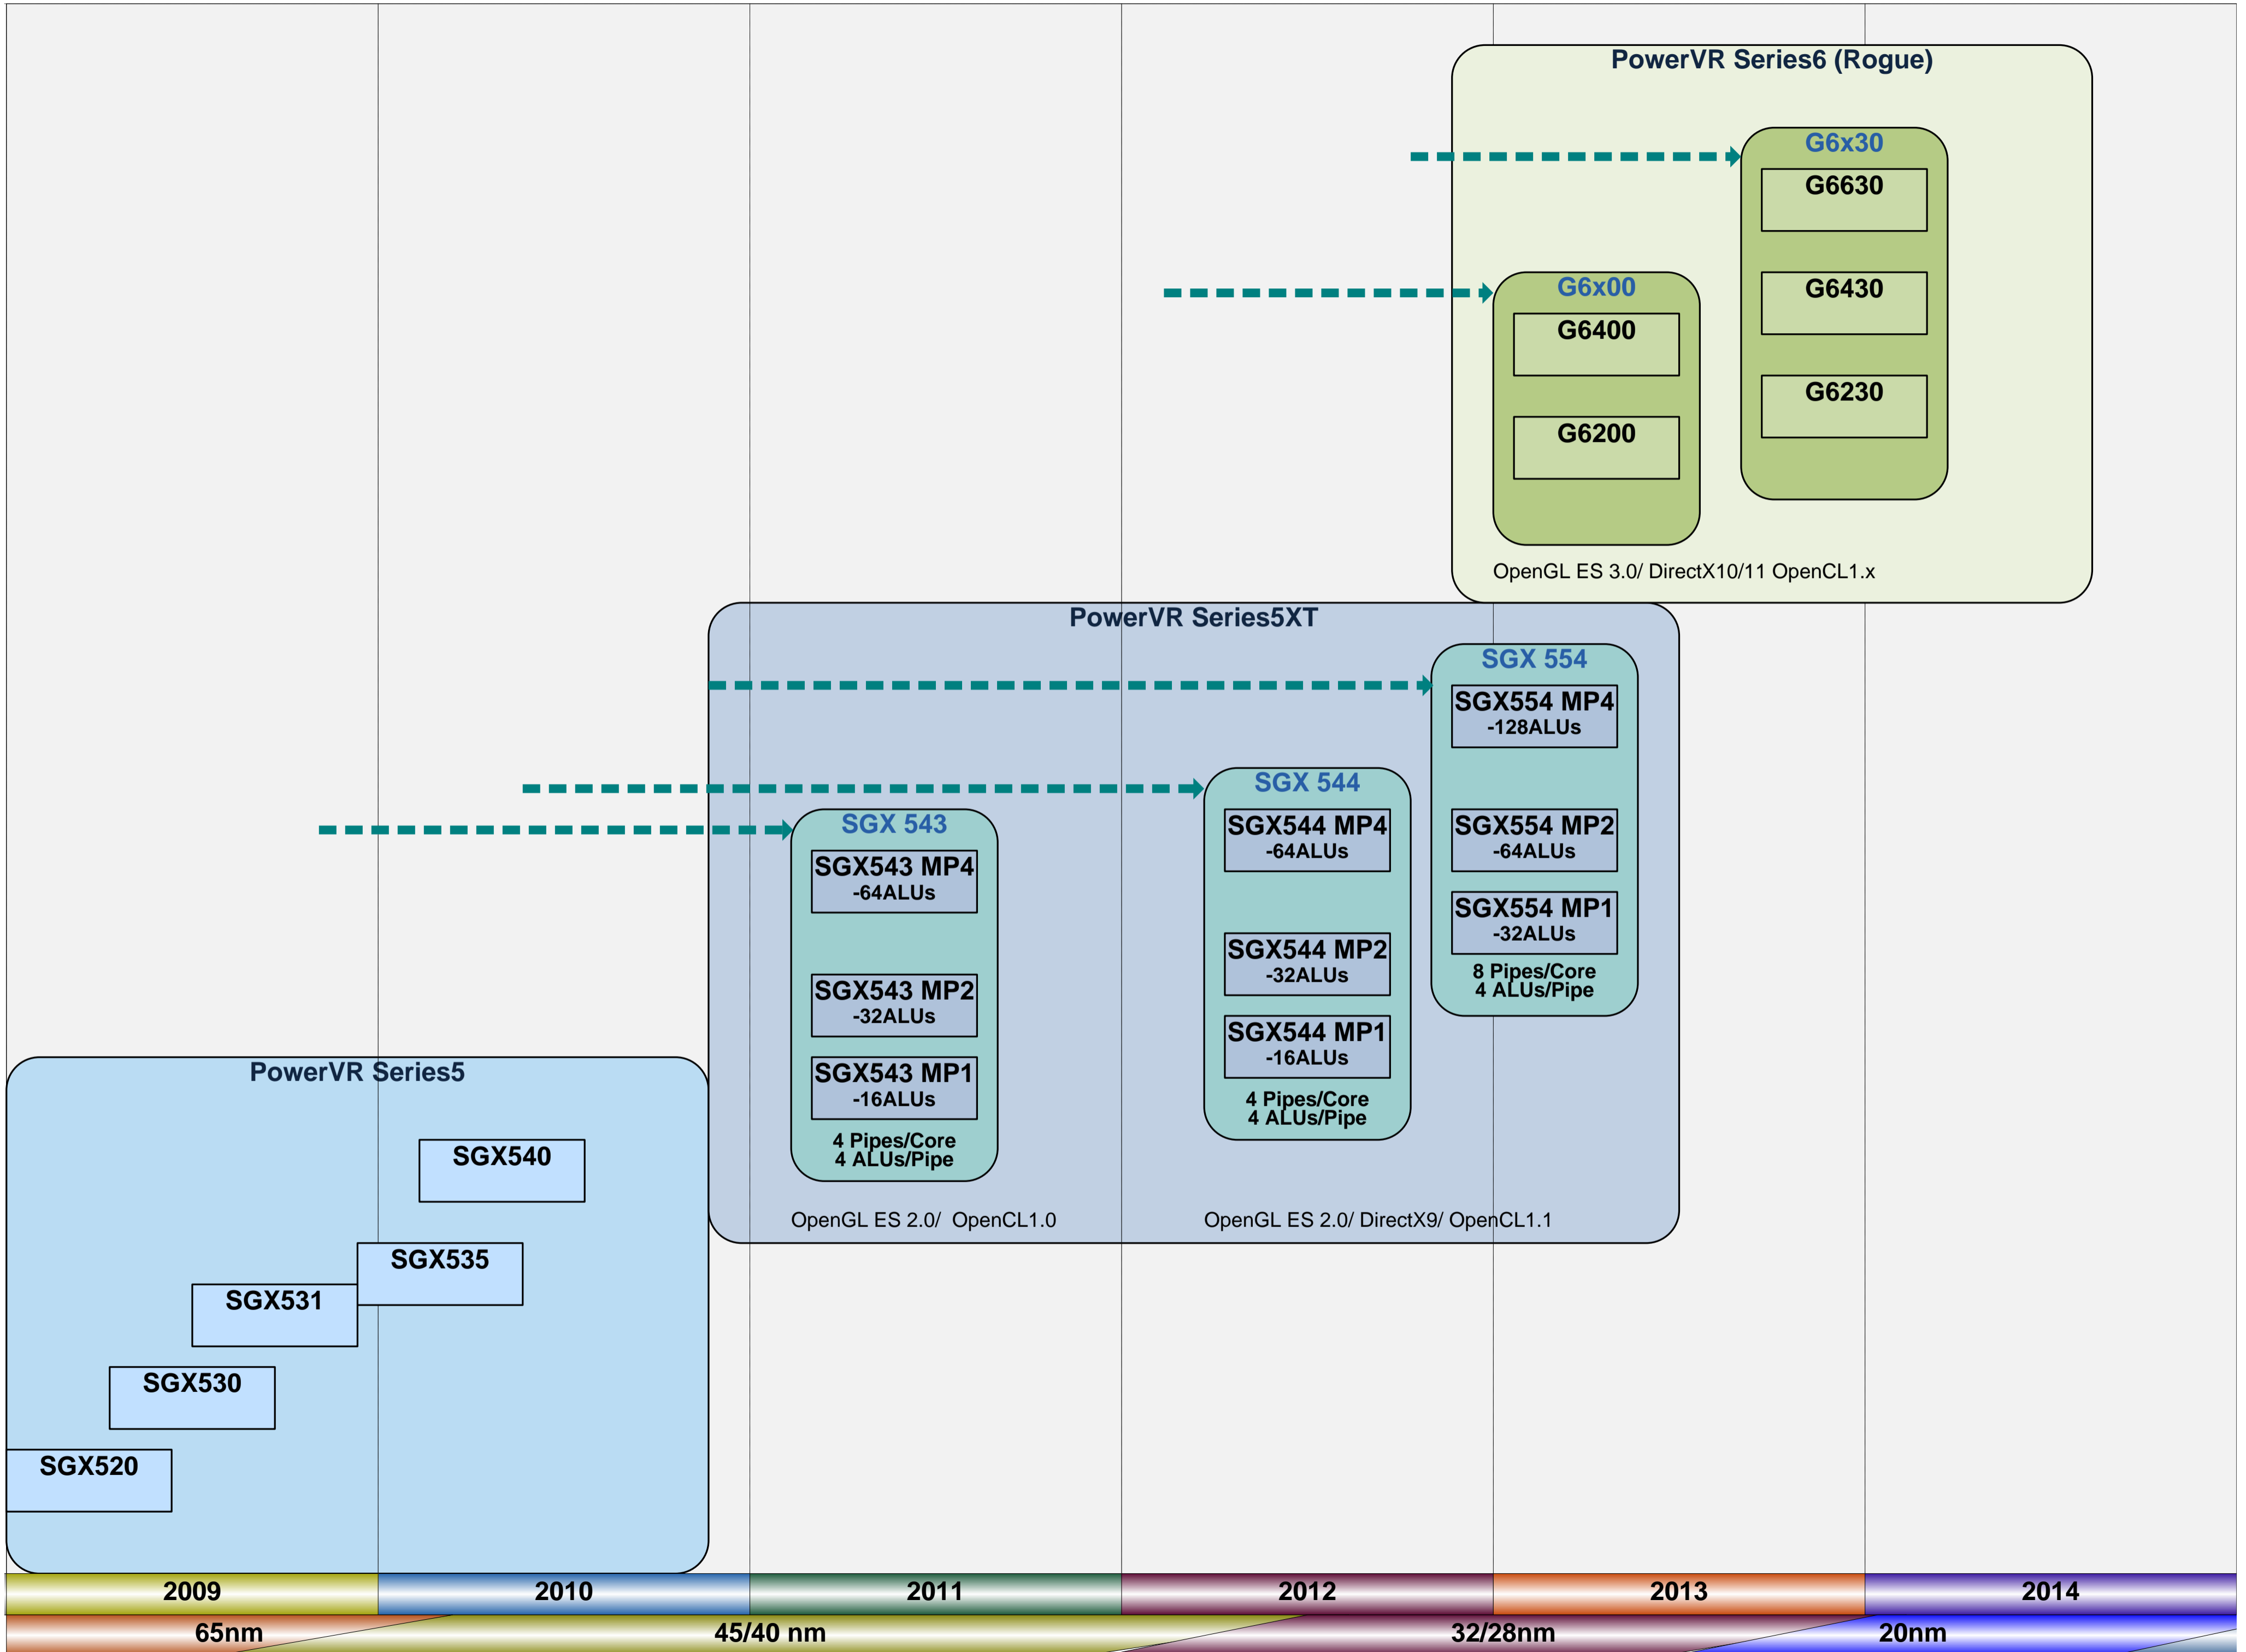 PowerVR Series6 (Rogue)
G6x30
G6630
G6430
G6230
G6x00
G6400
G6200
OpenGL ES 3.0/ DirectX10/11 OpenCL1.x
PowerVR Series5XT
SGX 554
SGX554 MP4
-128ALUs
SGX554 MP2
-64ALUs
SGX554 MP1
-32ALUs
8 Pipes/Core
4 ALUs/Pipe
SGX 544
SGX544 MP4
-64ALUs
SGX544 MP2
-32ALUs
SGX544 MP1
-16ALUs
4 Pipes/Core
4 ALUs/Pipe
SGX 543
SGX543 MP4
-64ALUs
SGX543 MP2
-32ALUs
SGX543 MP1
-16ALUs
4 Pipes/Core
4 ALUs/Pipe
OpenGL ES 2.0/ OpenCL1.0
OpenGL ES 2.0/ DirectX9/ OpenCL1.1
PowerVR Series5
SGX540
SGX535
SGX531
SGX530
SGX520
2009 2010 2011 2012 2013 2014
65nm 45/40 nm 32/28nm 20nm